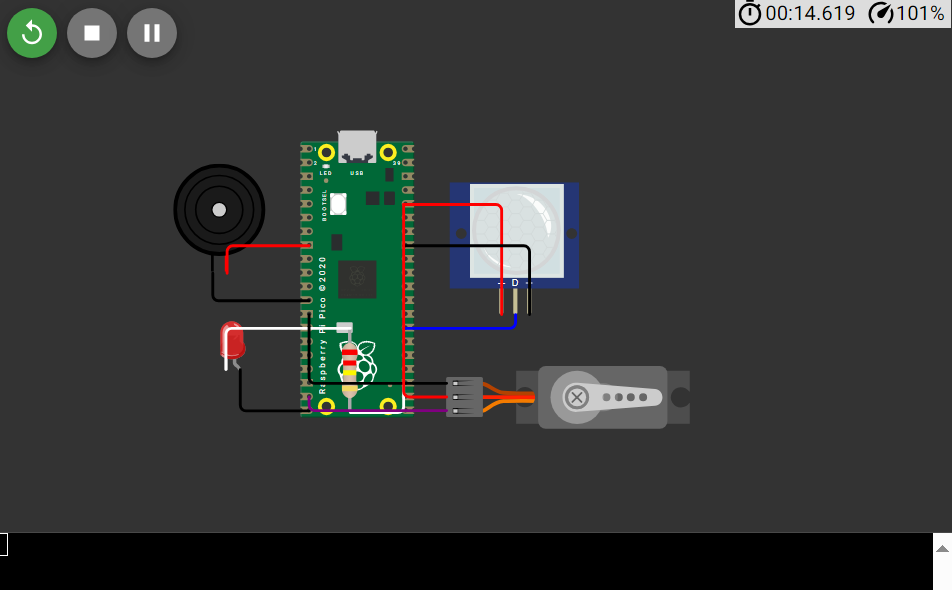 00:14.619 101%
1
2
39
LED USB
BOOTSEL
Raspberry Pi Pico ©2020
D